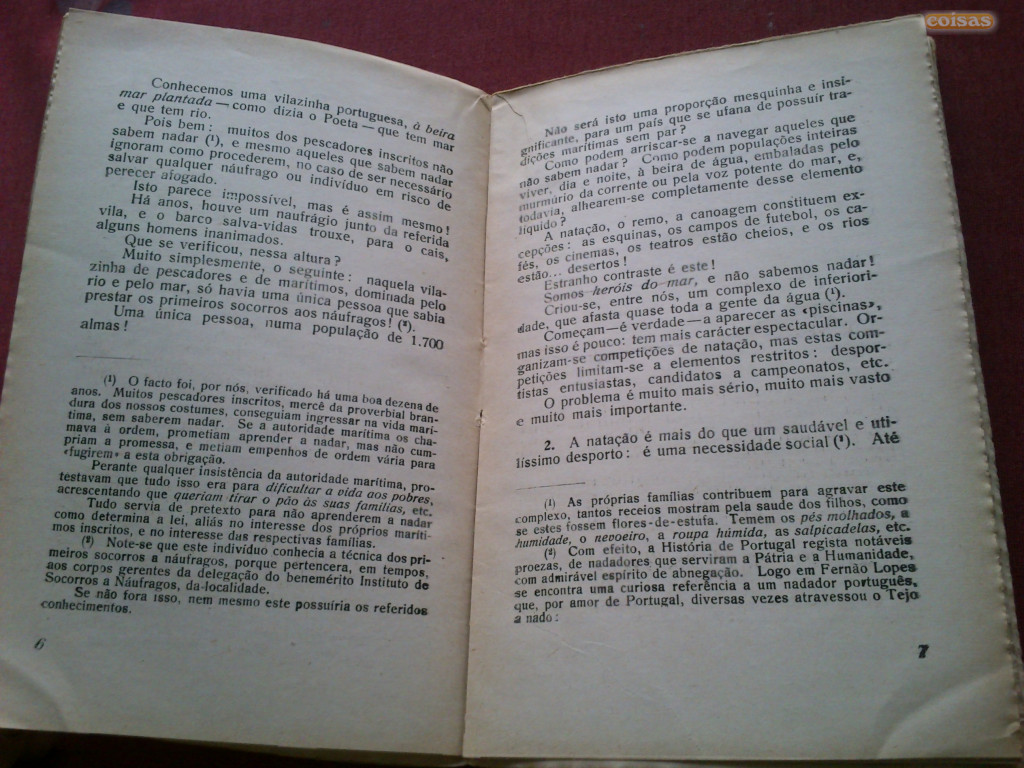 coisas
Conhecemos uma vilazinha portuguesa, à beira
mar plantada — como dizia o Poeta — que tem mar
e que tem rio.
Pois bem: muitos dos pescadores inscritos não
sabem nadar (¹), e mesmo aqueles que sabem nadar
ignoram como procederem, no caso de ser necessário
salvar qualquer náufrago ou indivíduo em risco de
perecer afogado.
Isto parece impossível, mas é assim mesmo!
Há anos, houve um naufrágio junto da referida
vila, e o barco salva-vidas trouxe, para o cais,
alguns homens inanimados.
Que se verificou, nessa altura?
Muito simplesmente, o seguinte: naquela vila-
zinha de pescadores e de marítimos, dominada pelo
rio e pelo mar, só havia uma única pessoa que sabia
prestar os primeiros socorros aos náufragos! (²).
Uma única pessoa, numa população de 1.700
almas!
(¹) O facto foi, por nós, verificado há uma boa dezena de
anos. Muitos pescadores inscritos, mercê da proverbial bran-
dura dos nossos costumes, conseguiam ingressar na vida marí-
tima, sem saberem nadar. Se a autoridade marítima os cha-
mava à ordem, prometiam aprender a nadar, mas não cum-
priam a promessa, e metiam empenhos de ordem vária para
«fugirem» a esta obrigação.
Perante qualquer insistência da autoridade marítima, pro-
testavam que tudo isso era para dificultar a vida aos pobres,
acrescentando que queriam tirar o pão às suas famílias, etc.
Tudo servia de pretexto para não aprenderem a nadar
como determina a lei, aliás no interesse dos próprios maríti-
mos inscritos, e no interesse das respectivas famílias.
(²) Note-se que este indivíduo conhecia a técnica dos pri-
meiros socorros a náufragos, porque pertencera, em tempos,
aos corpos gerentes da delegação do benemérito Instituto de
Socorros a Náufragos, da-localidade.
Se não fora isso, nem mesmo este possuiria os referidos
conhecimentos.
6
Não será isto uma proporção mesquinha e insi-
gnificante, para um país que se ufana de possuir tra-
dições marítimas sem par?
Como podem arriscar-se a navegar aqueles que
não sabem nadar? Como podem populações inteiras
viver, dia e noite, à beira de água, embaladas pelo
murmúrio da corrente ou pela voz potente do mar, e,
todavia, alhearem-se completamente desse elemento
líquido?
A natação, o remo, a canoagem constituem ex-
cepções: as esquinas, os campos de futebol, os ca-
fés, os cinemas, os teatros estão cheios, e os rios
estão... desertos!
Estranho contraste é este!
Somos heróis do mar, e não sabemos nadar!
Criou-se, entre nós, um complexo de inferiori-
dade, que afasta quase toda a gente da água (¹).
Começam—é verdade—a aparecer as «piscinas»,
mas isso é pouco: tem mais carácter espectacular. Or-
ganizam-se competições de natação, mas estas com-
petições limitam-se a elementos restritos: despor-
tistas entusiastas, candidatos a campeonatos, etc.
O problema é muito mais sério, muito mais vasto
e muito mais importante.
2. A natação é mais do que um saudável e uti-
líssimo desporto: é uma necessidade social (¹). Até
(¹) As próprias famílias contribuem para agravar este
complexo, tantos receios mostram pela saude dos filhos, como
se estes fossem flores-de-estufa. Temem os pés molhados, a
humidade, o nevoeiro, a roupa húmida, as salpicadelas, etc.
(²) Com efeito, a História de Portugal regista notáveis
proezas, de nadadores que serviram a Pátria e a Humanidade,
com admirável espírito de abnegação. Logo em Fernão Lopes
se encontra uma curiosa referência a um nadador português,
que, por amor de Portugal, diversas vezes atravessou o Tejo
a nado:
7